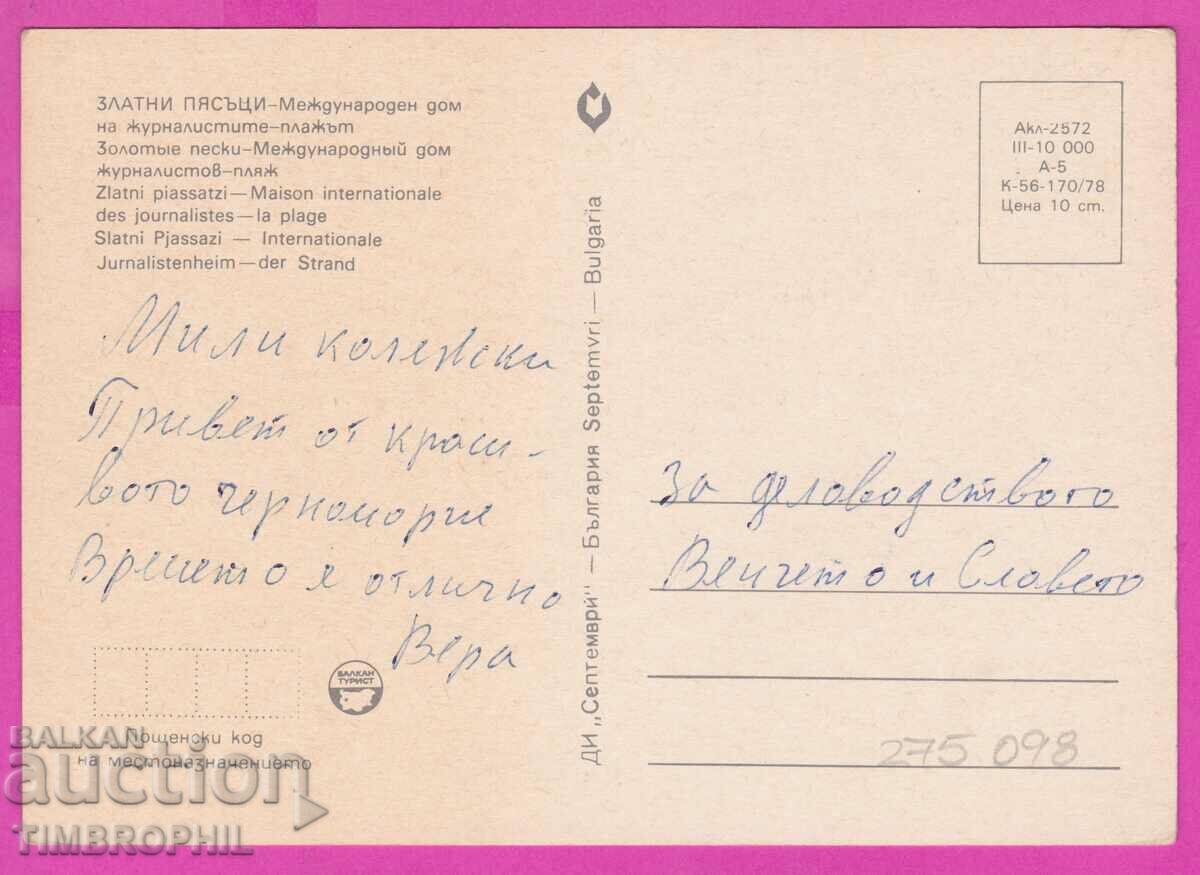 ЗЛАТНИ ПЯСЪЦИ–Международен дом
на журналистите–плажът
Золотые пески–Международный дом
журналистов–пляж
Zlatni piassatzi — Maison internationale
des journalistes — la plage
Slatni Pjassazi — Internationale
Jurnalistenheim — der Strand
Мили колежки
Привет от краси-
вото черноморие
Времето е отлично
Вера
БАЛКАН
ТУРИСТ
Пощенски код
на местоназначението
ДИ „Септември" — България Septemvri — Bulgaria
Акл-2572
III-10 000
А-5
К-56-170/78
Цена 10 ст.
За деловодството
Венчето и Славето
275 098
BALKAN
auction
TIMBROPHIL